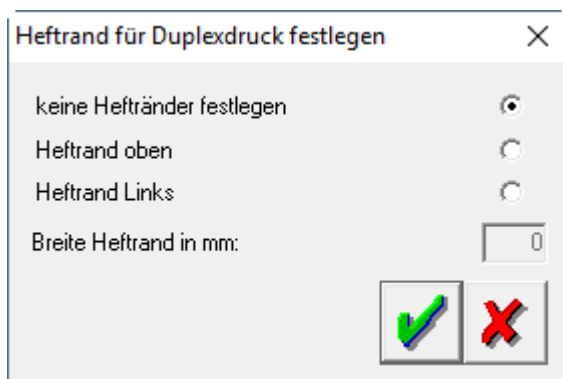 Heftrand für Duplexdruck festlegen
keine Heftränder festlegen
Heftrand oben
Heftrand Links
Breite Heftrand in mm:
0